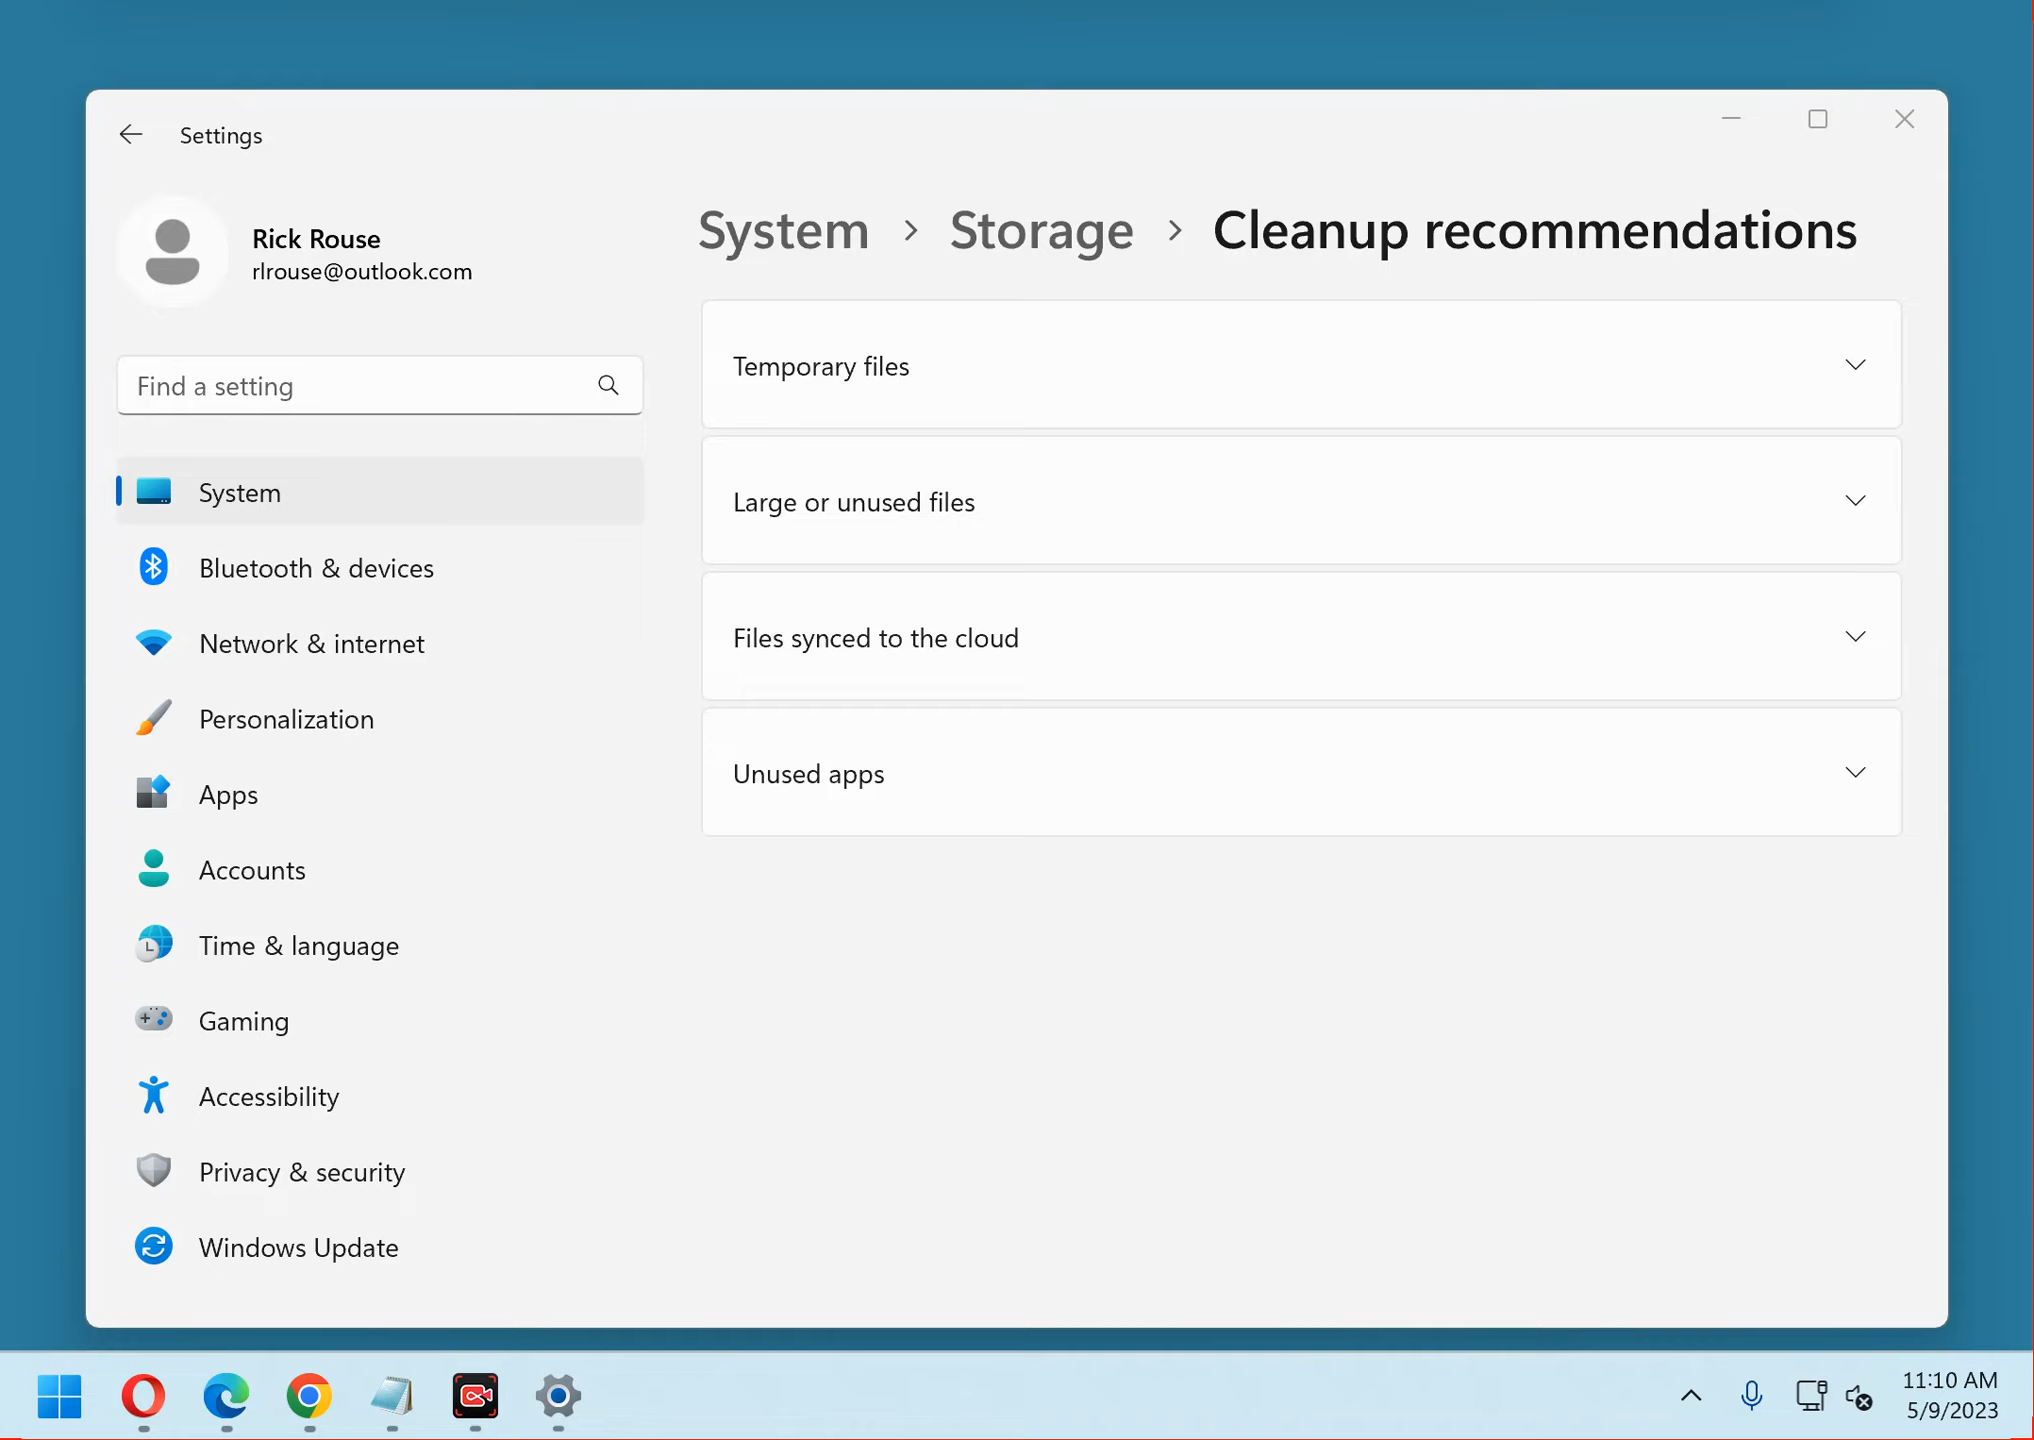 Settings
Rick Rouse
rlrouse@outlook.com
Find a setting
System
Bluetooth & devices
Network & internet
Personalization
Apps
Accounts
Time & language
Gaming
Accessibility
Privacy & security
Windows Update
System > Storage > Cleanup recommendations
Temporary files
Large or unused files
Files synced to the cloud
Unused apps
11:10 AM
5/9/2023